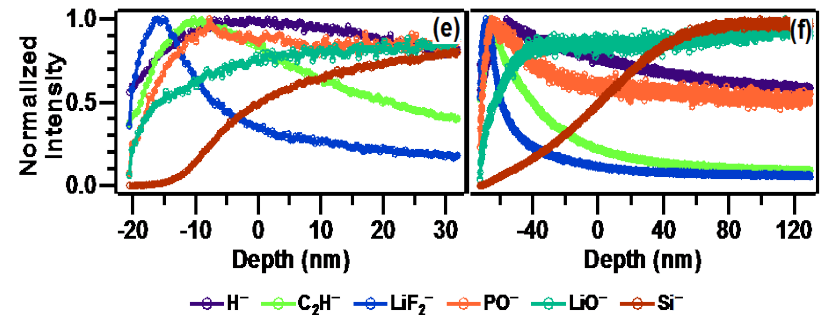 (e)
(f)
Normalized
Intensity
1.0
0.5
0.0
-20 -10 0 10 20 30
-40 0 40 80 120
Depth (nm)
Depth (nm)
H⁻ C₂H⁻ LiF₂⁻ PO⁻ LiO⁻ Si⁻